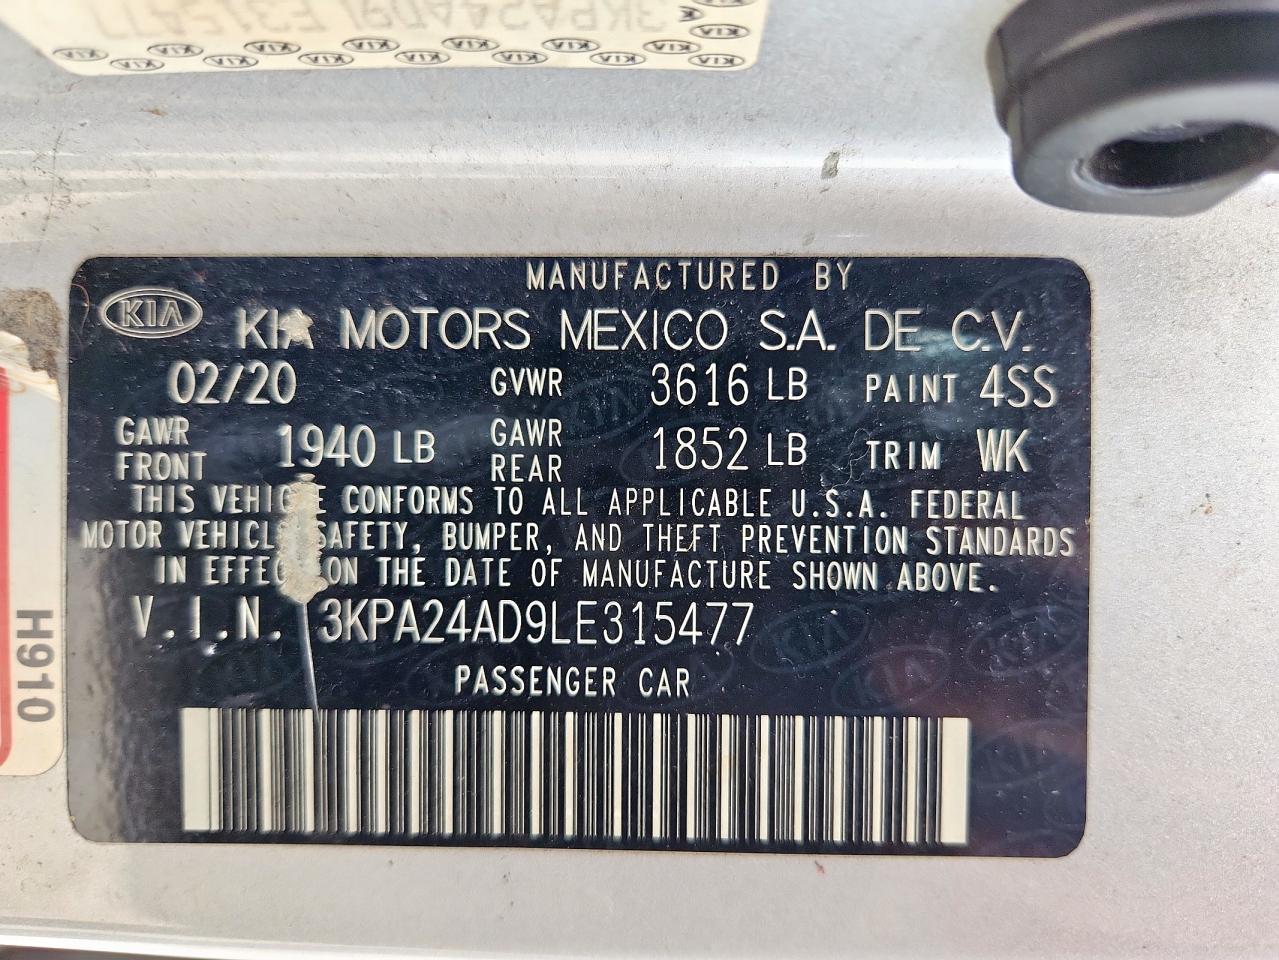 3KPA24AD9LE315477
KIA
MANUFACTURED BY
KIA MOTORS MEXICO S.A. DE C.V.
02/20 GVWR 3616 LB PAINT 4SS
GAWR FRONT 1940 LB GAWR REAR 1852 LB TRIM WK
THIS VEHICLE CONFORMS TO ALL APPLICABLE U.S.A. FEDERAL
MOTOR VEHICLE SAFETY, BUMPER, AND THEFT PREVENTION STANDARDS
IN EFFECT ON THE DATE OF MANUFACTURE SHOWN ABOVE.
V.I.N. 3KPA24AD9LE315477
PASSENGER CAR
H910